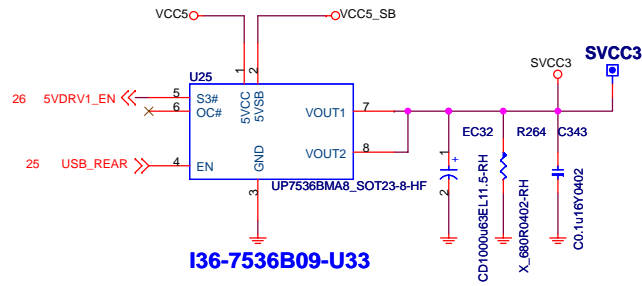 VCC5
VCC5_SB
SVCC3
SVCC3
U25
1
2
26 5VDRV1_EN
5
S3#
6
OC#
5VCC
5VSB
VOUT1
7
25 USB_REAR
4
EN
GND
VOUT2
8
3
UP7536BMA8_SOT23-8-HF
EC32
R264
C343
1
+
2
CD1000u63EL11.5-RH
X_680R0402-RH
C0.1u16Y0402
I36-7536B09-U33